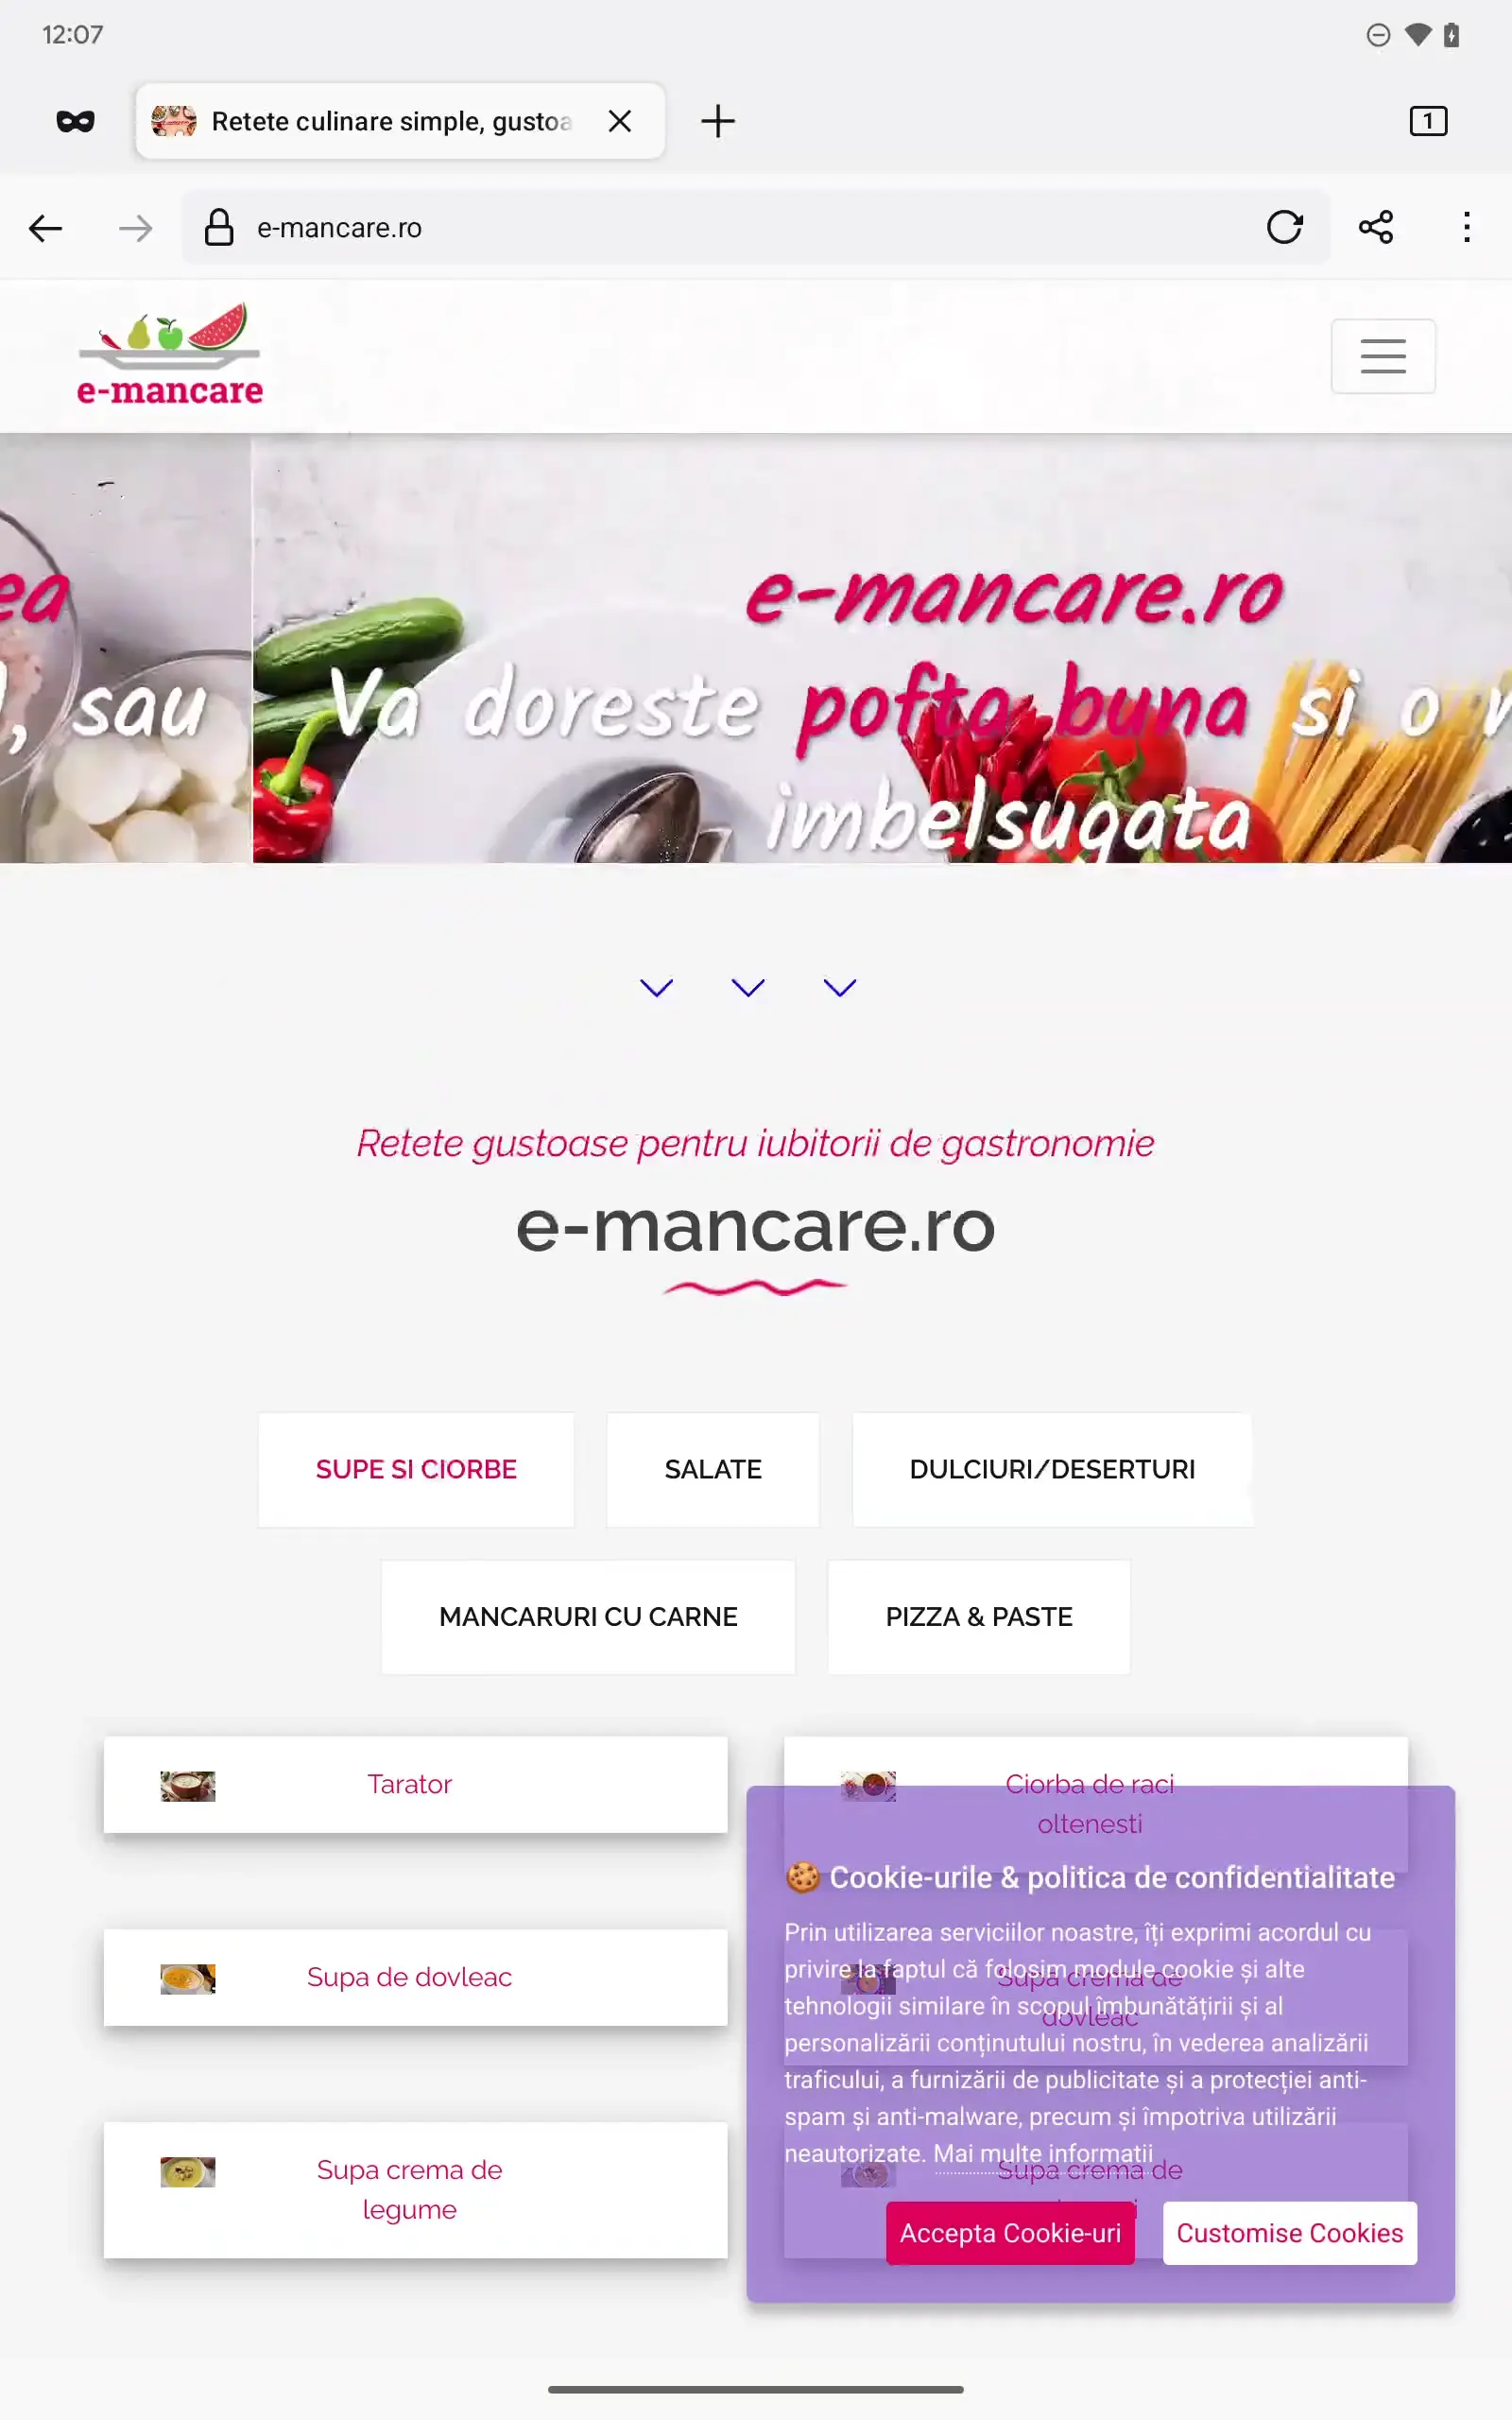 12:07
Retete culinare simple, gustoa
1
e-mancare.ro
e-mancare
ea
, sau
e-mancare.ro
Va doreste pofta buna si o
imbelsugata
Retete gustoase pentru iubitorii de gastronomie
e-mancare.ro
SUPE SI CIORBE
SALATE
DULCIURI/DESERTURI
MANCARURI CU CARNE
PIZZA & PASTE
Tarator
Ciorba de raci
oltenesti
Supa de dovleac
Supa crema de
dovleac
Supa crema de
legume
Supa crema de
🍪 Cookie-urile & politica de confidentialitate
Prin utilizarea serviciilor noastre, îți exprimi acordul cu
privire la faptul că folosim module cookie și alte
tehnologii similare în scopul îmbunătățirii și al
personalizării conținutului nostru, în vederea analizării
traficului, a furnizării de publicitate și a protecției anti-
spam și anti-malware, precum și împotriva utilizării
neautorizate. Mai multe informatii
Accepta Cookie-uri
Customise Cookies